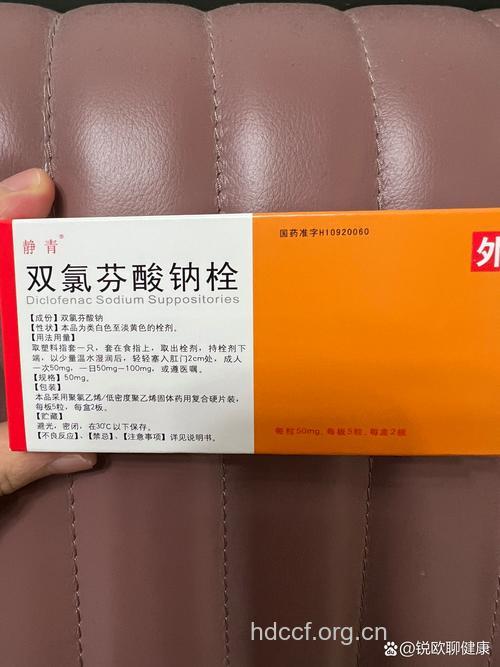 静青®
双氯芬酸钠栓
Diclofenac Sodium Suppositories
【成份】双氯芬酸钠
【性状】本品为类白色至淡黄色的栓剂。
【用法用量】
取塑料指套一只，套在食指上，取出栓剂，持栓剂下
端，以少量温水湿润后，轻轻塞入肛门2cm处，成人
一次50mg，一日50mg—100mg，或遵医嘱。
【规格】50mg。
【包装】
本品采用聚氯乙烯/低密度聚乙烯固体药用复合硬片装，
每板5粒，每盒2板。
【贮藏】
避光，密闭，在30℃以下保存。
【不良反应】、【禁忌】、【注意事项】详见说明书。
国药准字H10920060
外
每粒50mg，每板5粒，每盒2板
hdccf.org.cn
@锐欧聊健康